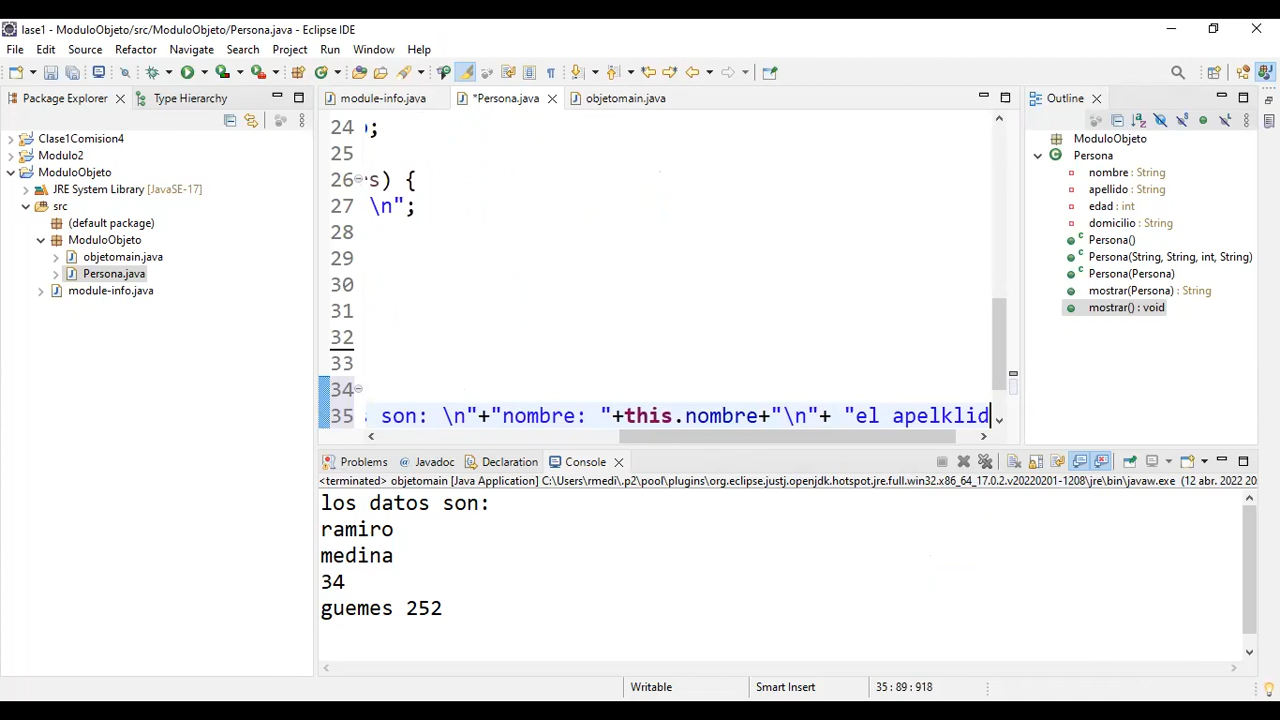 lase1 - ModuloObjeto/src/ModuloObjeto/Persona.java - Eclipse IDE
File Edit Source Refactor Navigate Search Project Run Window Help
Package Explorer Type Hierarchy
module-info.java *Persona.java objetomain.java
Outline
Clase1Comision4
Modulo2
ModuloObjeto
JRE System Library [JavaSE-17]
src
(default package)
ModuloObjeto
objetomain.java
Persona.java
module-info.java
24 );
25
26 s) {
27 \n";
28
29
30
31
32
33
34
35 son: \n"+"nombre: "+this.nombre+"\n"+ "el apelklid
ModuloObjeto
Persona
nombre : String
apellido : String
edad : int
domicilio : String
Persona()
Persona(String, String, int, String)
Persona(Persona)
mostrar(Persona) : String
mostrar() : void
Problems Javadoc Declaration Console
<terminated> objetomain [Java Application] C:\Users\rmedi\.p2\pool\plugins\org.eclipse.justj.openjdk.hotspot.jre.full.win32.x86_64_17.0.2.v20220201-1208\jre\bin\javaw.exe (12 abr. 2022 20
los datos son:
ramiro
medina
34
guemes 252
Writable Smart Insert 35 : 89 : 918